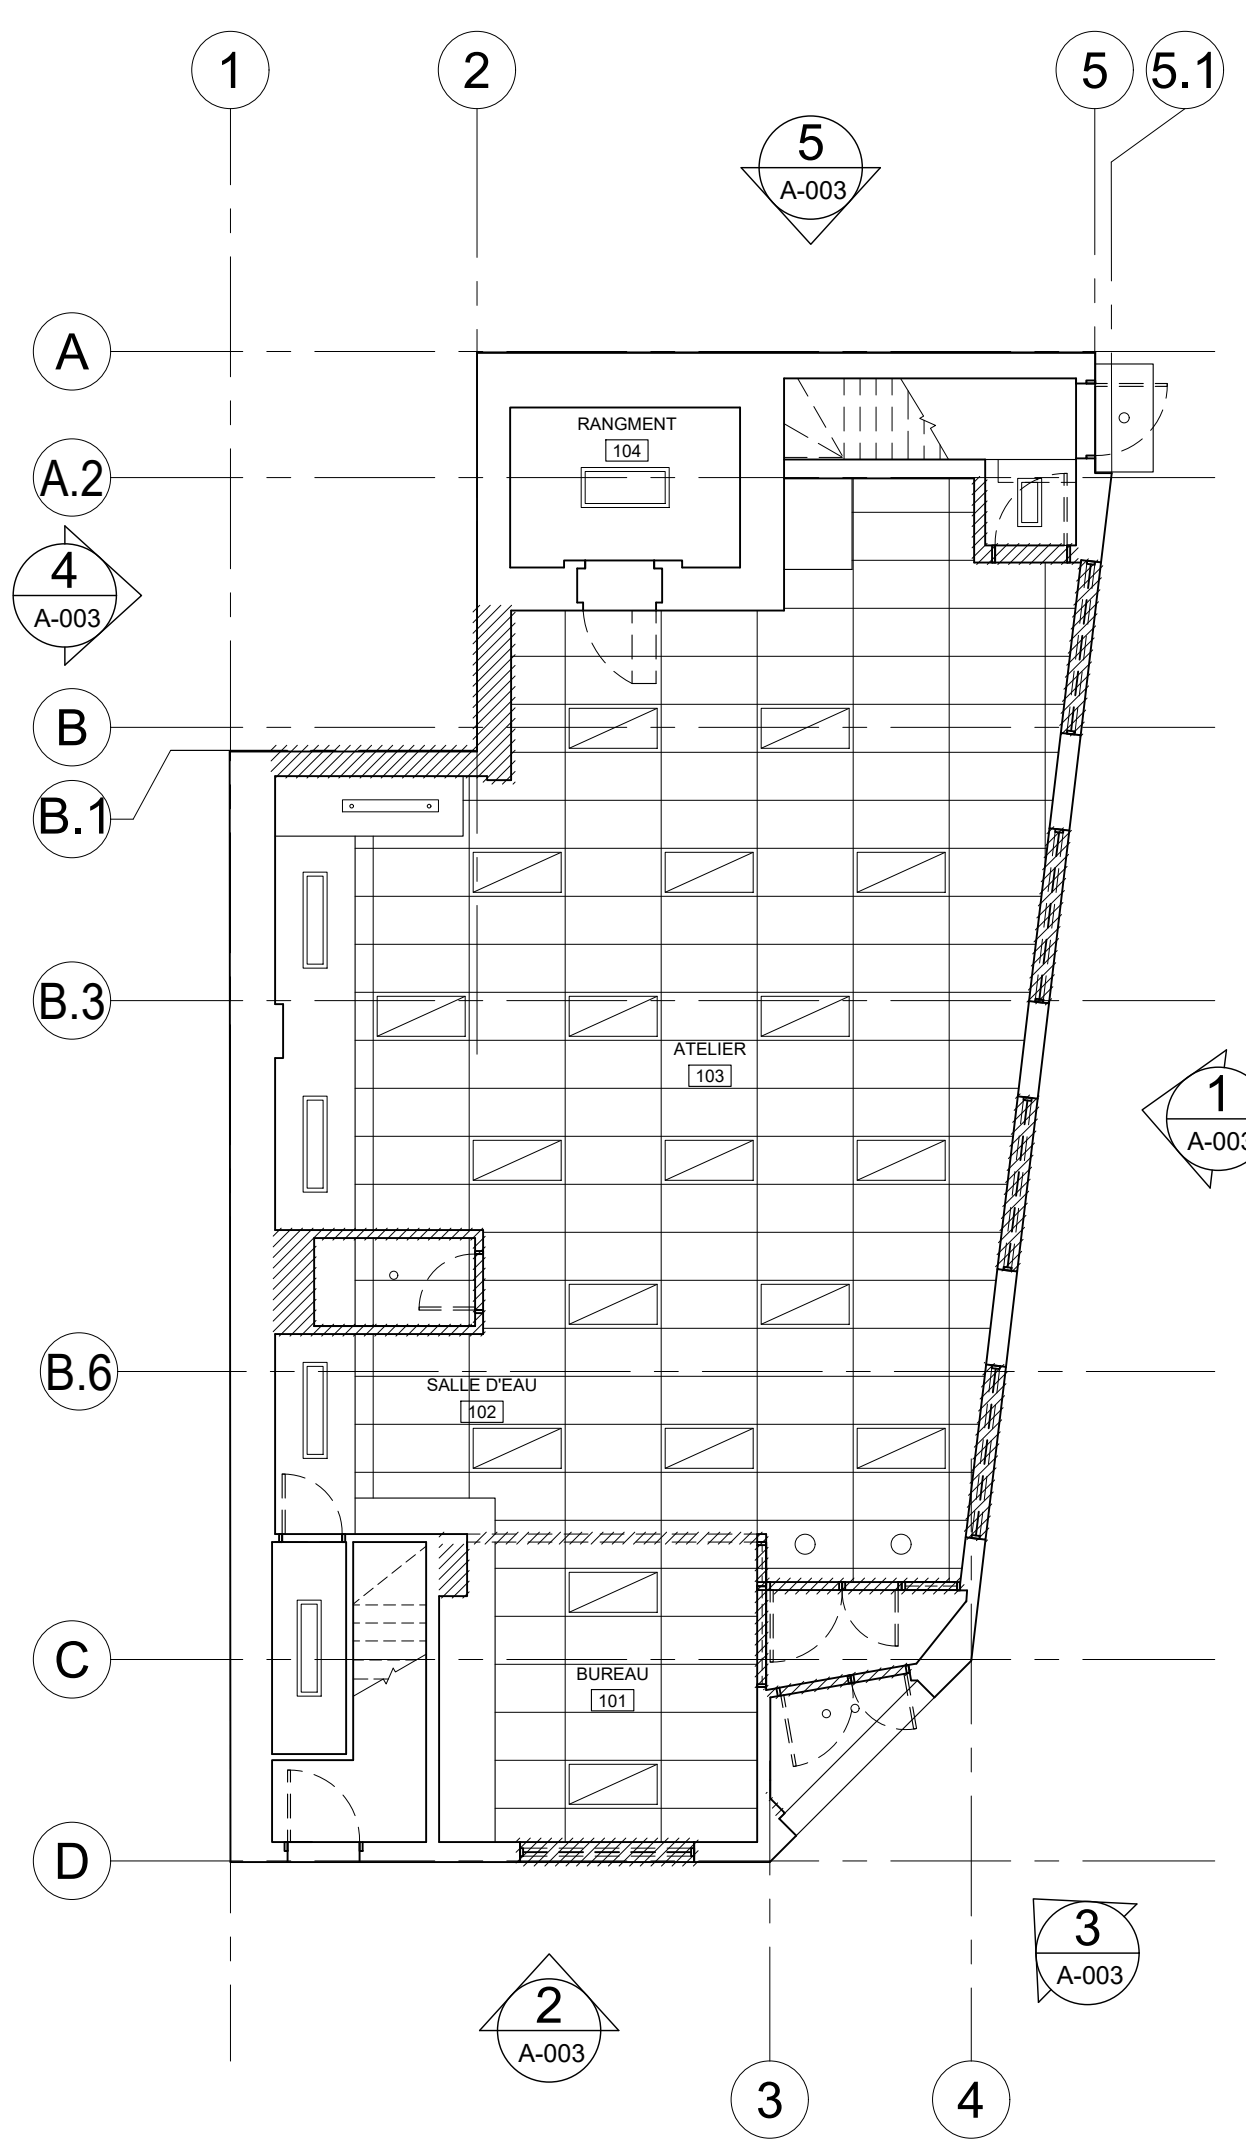 1
2
5
5.1
5
A-003
A
RANGMENT
104
A.2
4
A-003
B
B.1
B.3
ATELIER
103
1
A-003
B.6
SALLE D'EAU
102
C
BUREAU
101
D
3
A-003
2
A-003
3
4